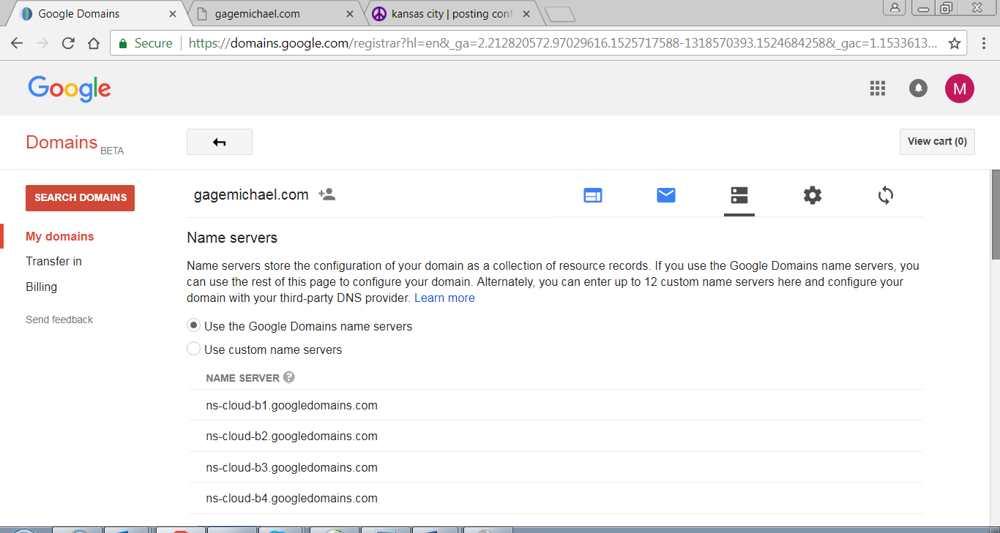 Google Domains
gagemichael.com
kansas city | posting conf
Secure
https://domains.google.com/registrar?hl=en&_ga=2.212820572.97029616.1525717588-1318570393.1524684258&_gac=1.1533613...
Google
M
Domains BETA
View cart (0)
SEARCH DOMAINS
gagemichael.com
My domains
Transfer in
Billing
Send feedback
Name servers
Name servers store the configuration of your domain as a collection of resource records. If you use the Google Domains name servers, you
can use the rest of this page to configure your domain. Alternately, you can enter up to 12 custom name servers here and configure your
domain with your third-party DNS provider. Learn more
Use the Google Domains name servers
Use custom name servers
NAME SERVER ?
ns-cloud-b1.googledomains.com
ns-cloud-b2.googledomains.com
ns-cloud-b3.googledomains.com
ns-cloud-b4.googledomains.com